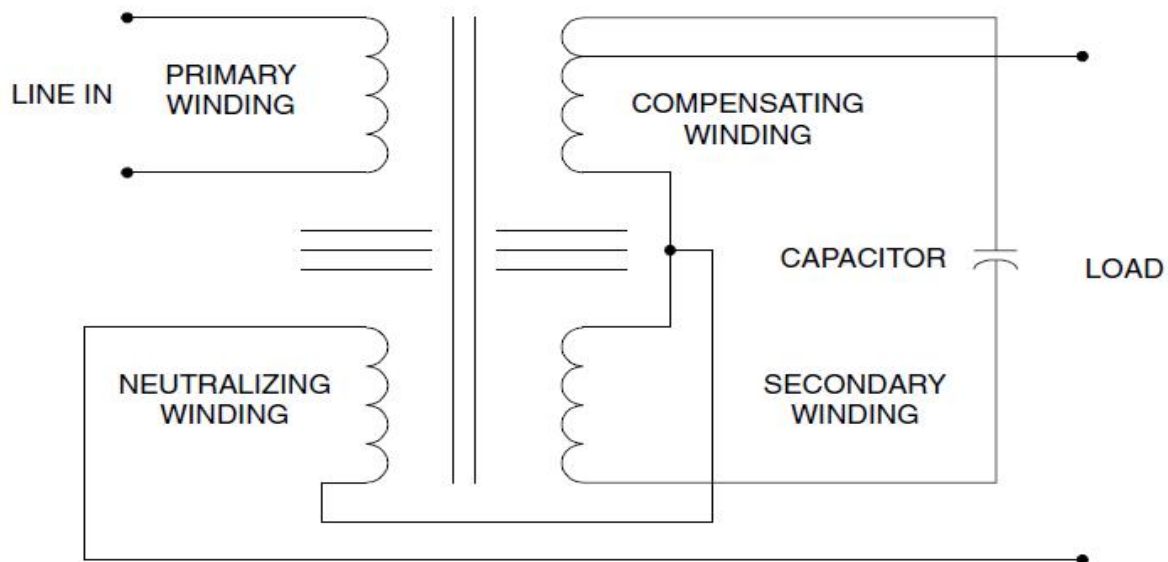 LINE IN
PRIMARY
WINDING
COMPENSATING
WINDING
CAPACITOR
LOAD
NEUTRALIZING
WINDING
SECONDARY
WINDING